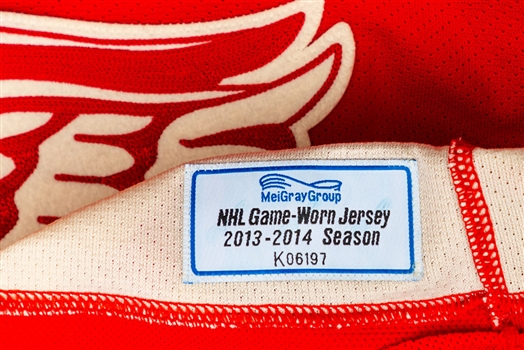 MeiGrayGroup
NHL Game-Worn Jersey
2013-2014 Season
K06197